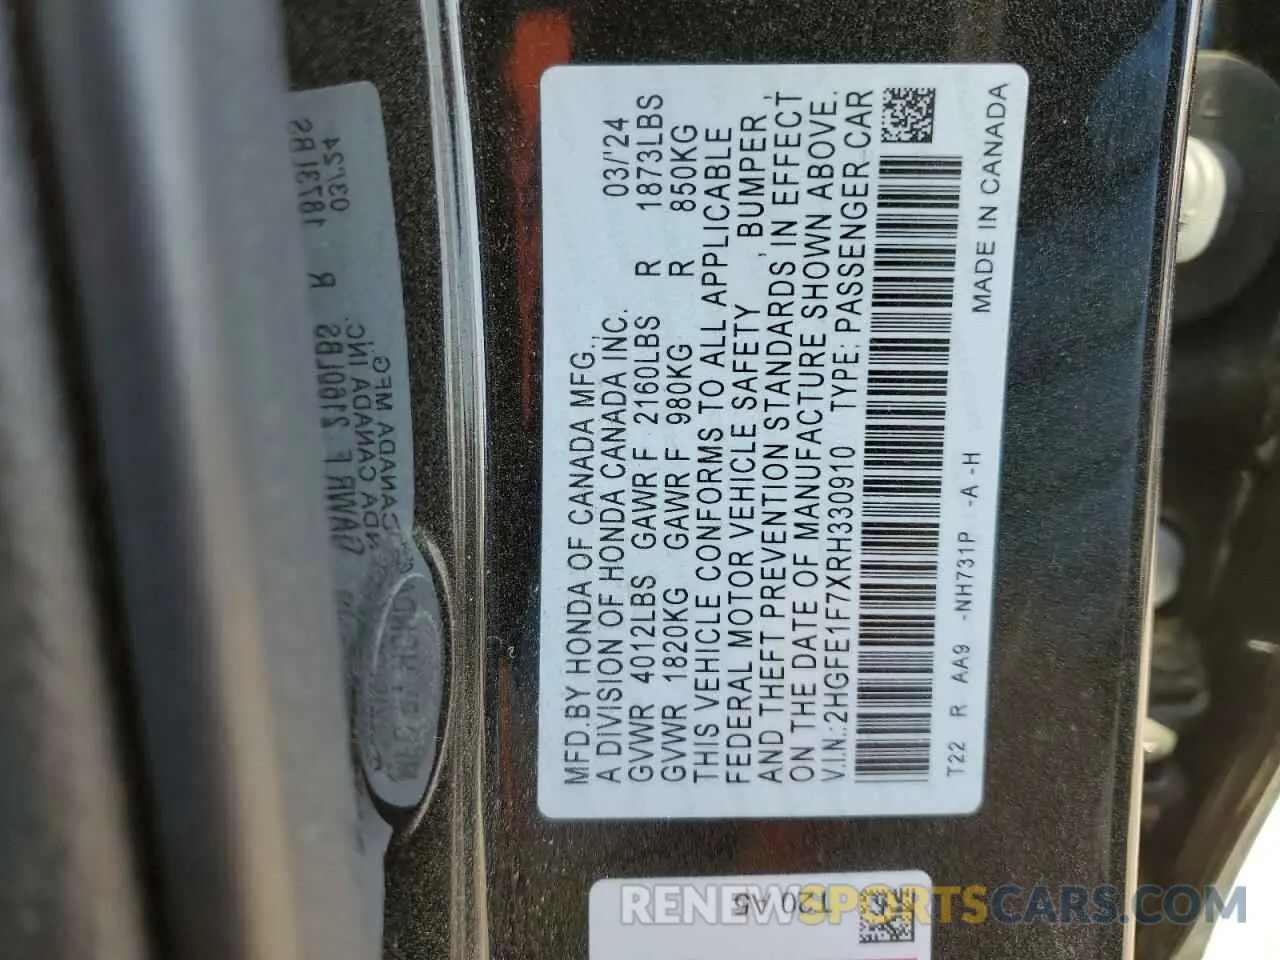 MFD.BY HONDA OF CANADA MFG.,
A DIVISION OF HONDA CANADA INC. 03/'24
GVWR 4012LBS GAWR F 2160LBS R 1873LBS
GVWR 1820KG GAWR F 980KG R 850KG
THIS VEHICLE CONFORMS TO ALL APPLICABLE
FEDERAL MOTOR VEHICLE SAFETY, BUMPER,
AND THEFT PREVENTION STANDARDS IN EFFECT
ON THE DATE OF MANUFACTURE SHOWN ABOVE.
V.I.N.:2HGFE1F7XRH330910 TYPE:PASSENGER CAR
T22 R AA9 -NH731P -A -H MADE IN CANADA
T20 A5
RENEWSPORTSCARS.COM